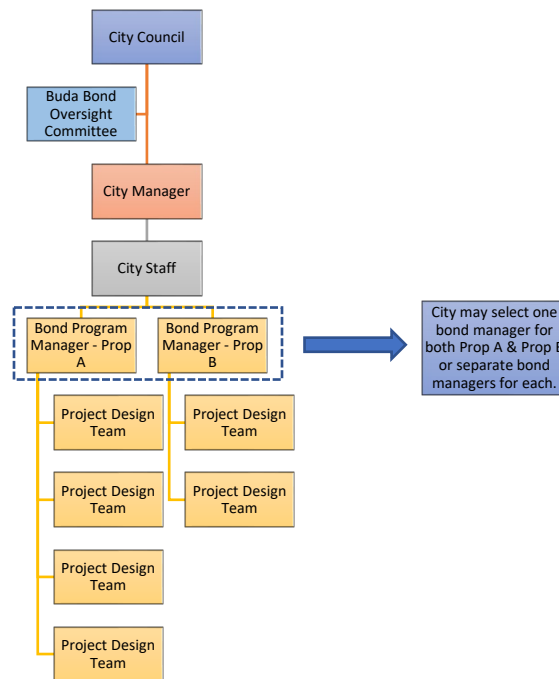 City Council
Buda Bond
Oversight
Committee
City Manager
City Staff
Bond Program
Manager - Prop
A
Bond Program
Manager - Prop
B
City may select one
bond manager for
both Prop A & Prop B
or separate bond
managers for each.
Project Design
Team
Project Design
Team
Project Design
Team
Project Design
Team
Project Design
Team
Project Design
Team